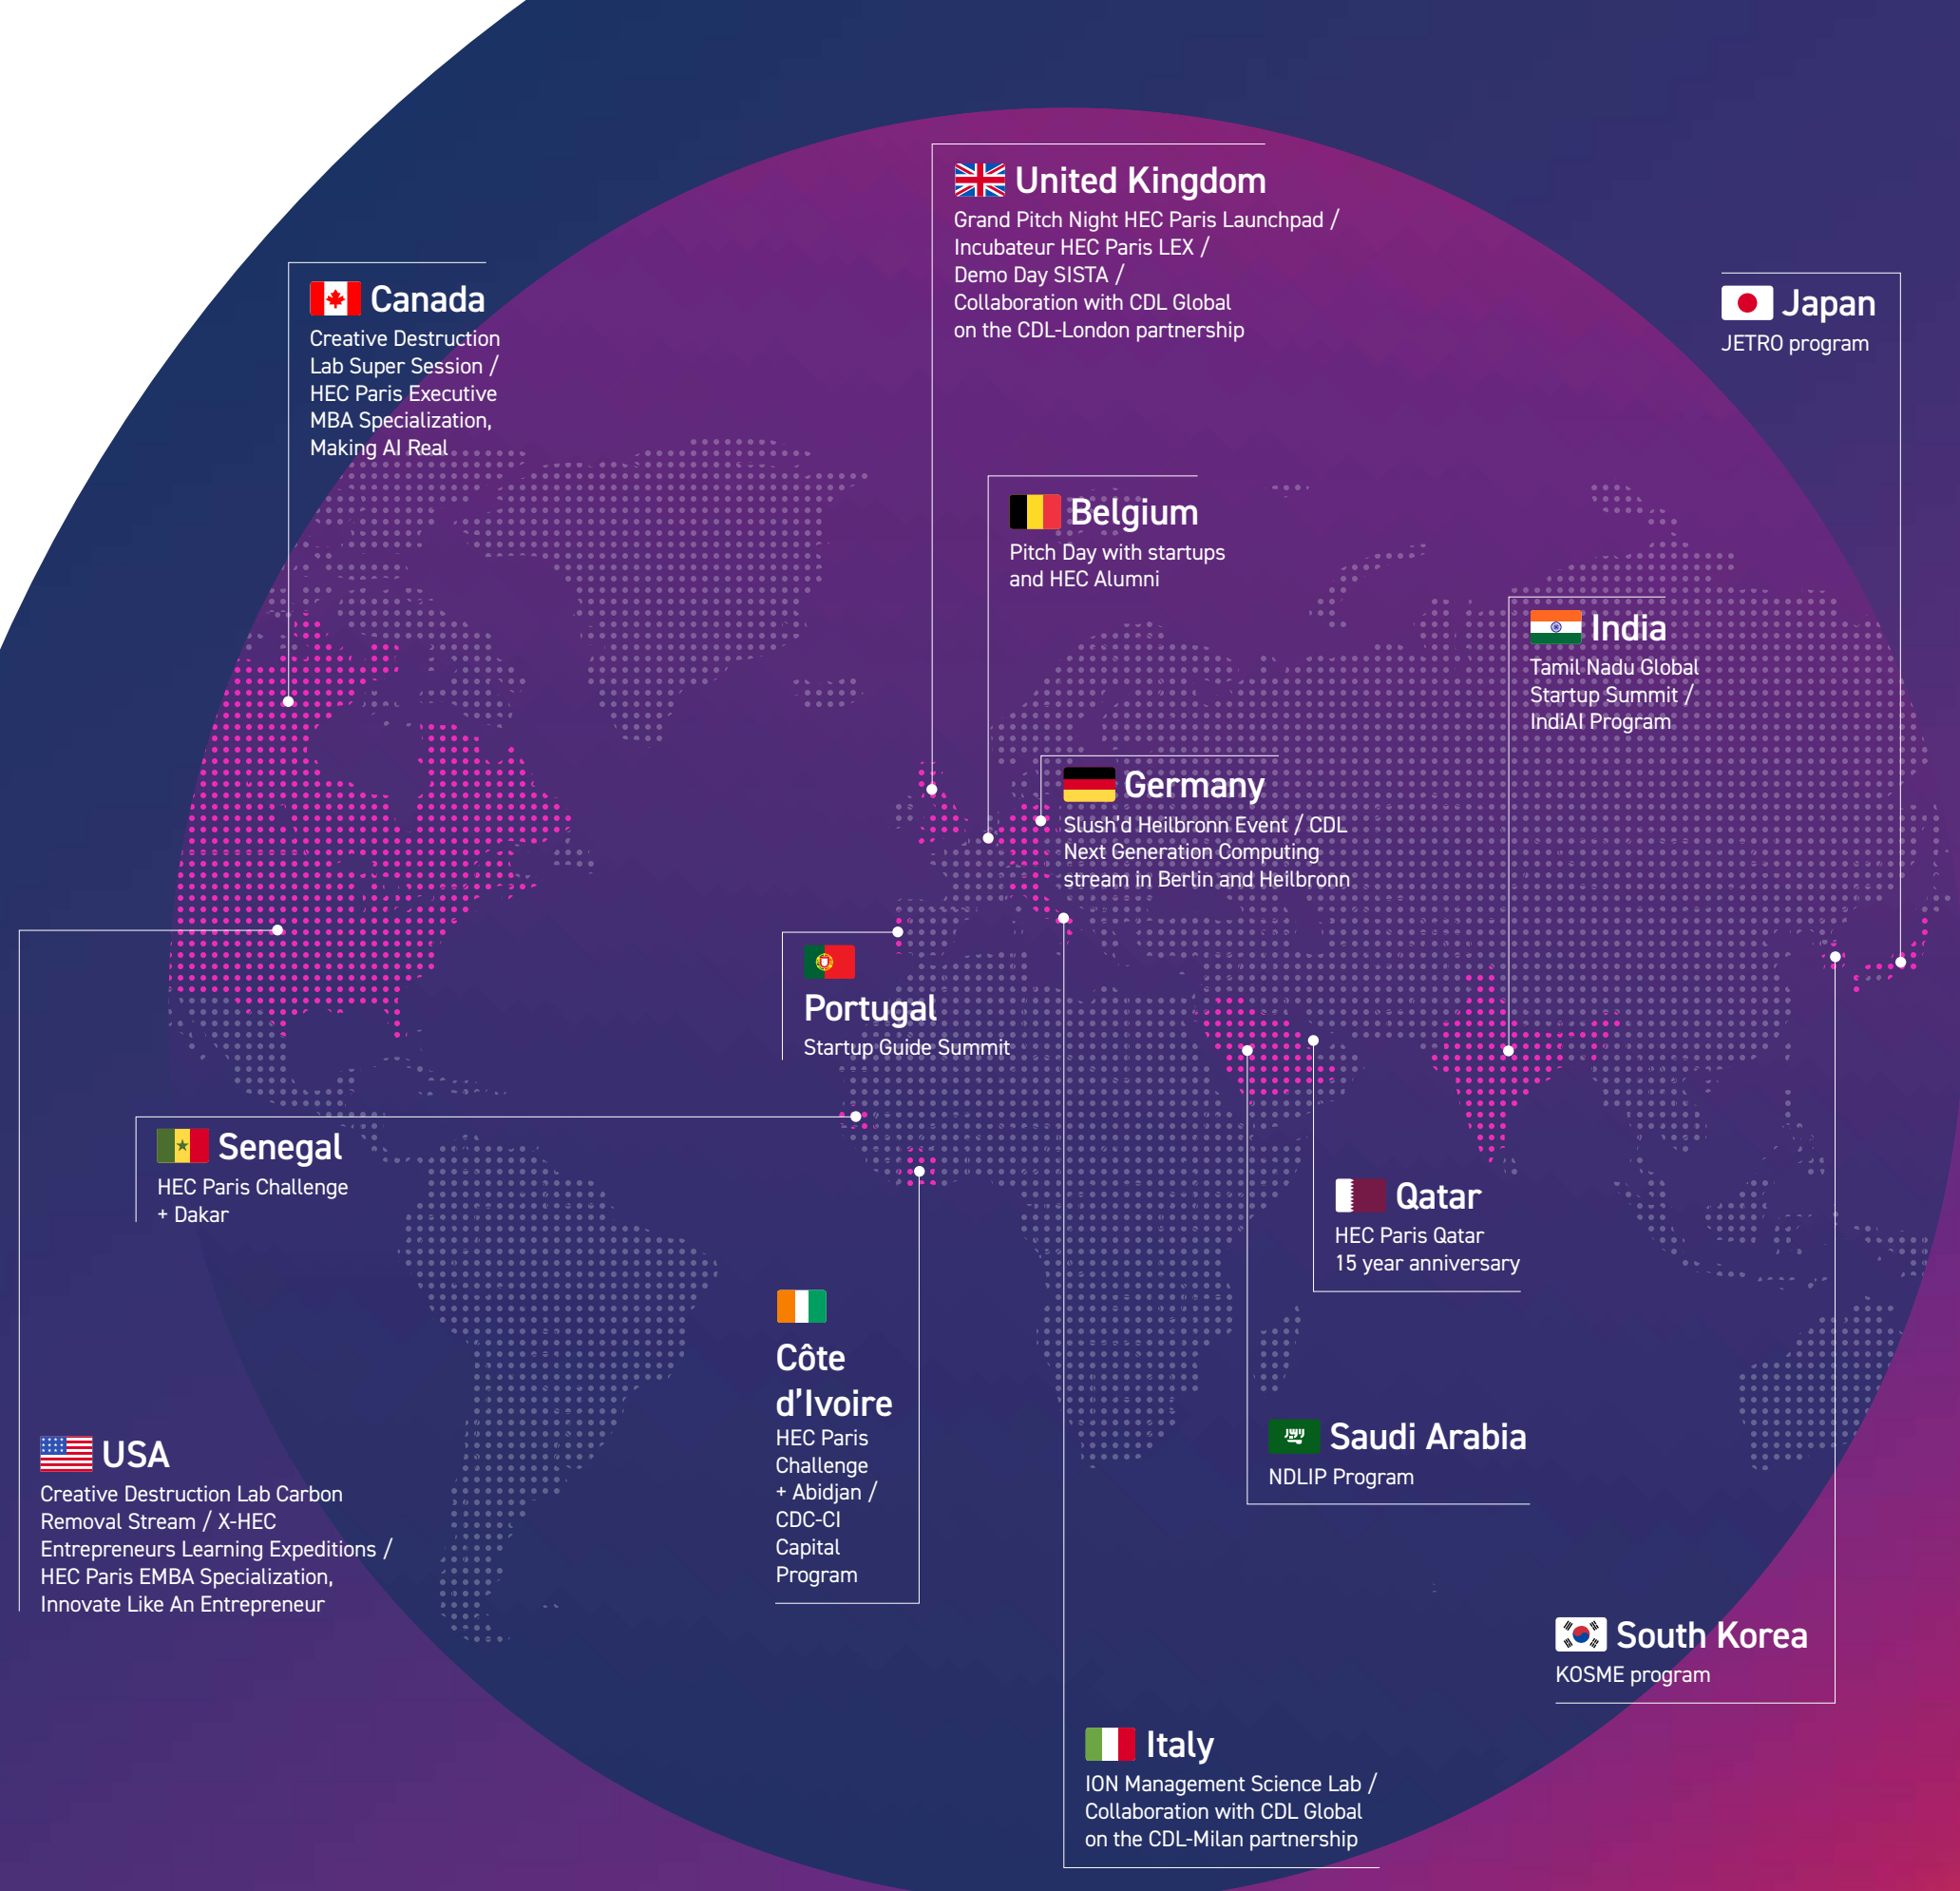 United Kingdom
Grand Pitch Night HEC Paris Launchpad /
Incubateur HEC Paris LEX /
Demo Day SISTA /
Collaboration with CDL Global
on the CDL-London partnership
Canada
Creative Destruction
Lab Super Session /
HEC Paris Executive
MBA Specialization,
Making AI Real
Japan
JETRO program
Belgium
Pitch Day with startups
and HEC Alumni
India
Tamil Nadu Global
Startup Summit /
IndiAI Program
Germany
Slush'd Heilbronn Event / CDL
Next Generation Computing
stream in Berlin and Heilbronn
Portugal
Startup Guide Summit
Senegal
HEC Paris Challenge
+ Dakar
Qatar
HEC Paris Qatar
15 year anniversary
Côte
d'Ivoire
HEC Paris
Challenge
+ Abidjan /
CDC-CI
Capital
Program
Saudi Arabia
NDLIP Program
USA
Creative Destruction Lab Carbon
Removal Stream / X-HEC
Entrepreneurs Learning Expeditions /
HEC Paris EMBA Specialization,
Innovate Like An Entrepreneur
South Korea
KOSME program
Italy
ION Management Science Lab /
Collaboration with CDL Global
on the CDL-Milan partnership